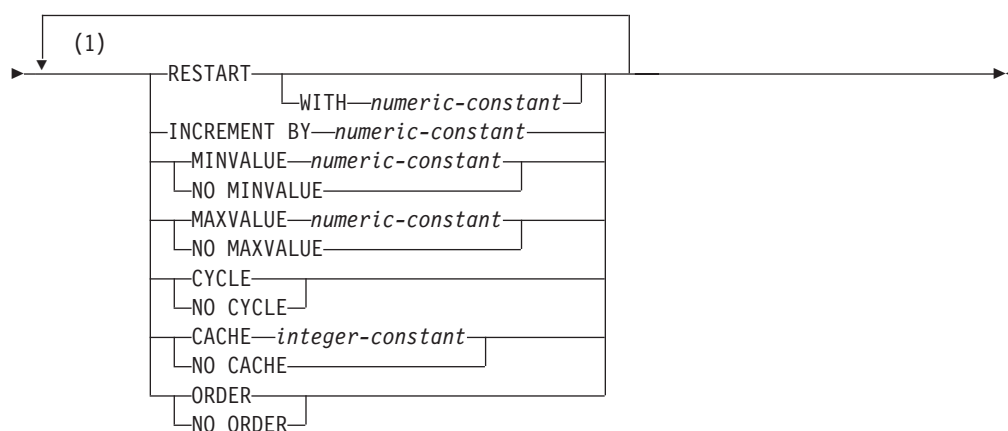 (1)
RESTART
WITH numeric-constant
INCREMENT BY numeric-constant
MINVALUE numeric-constant
NO MINVALUE
MAXVALUE numeric-constant
NO MAXVALUE
CYCLE
NO CYCLE
CACHE integer-constant
NO CACHE
ORDER
NO ORDER